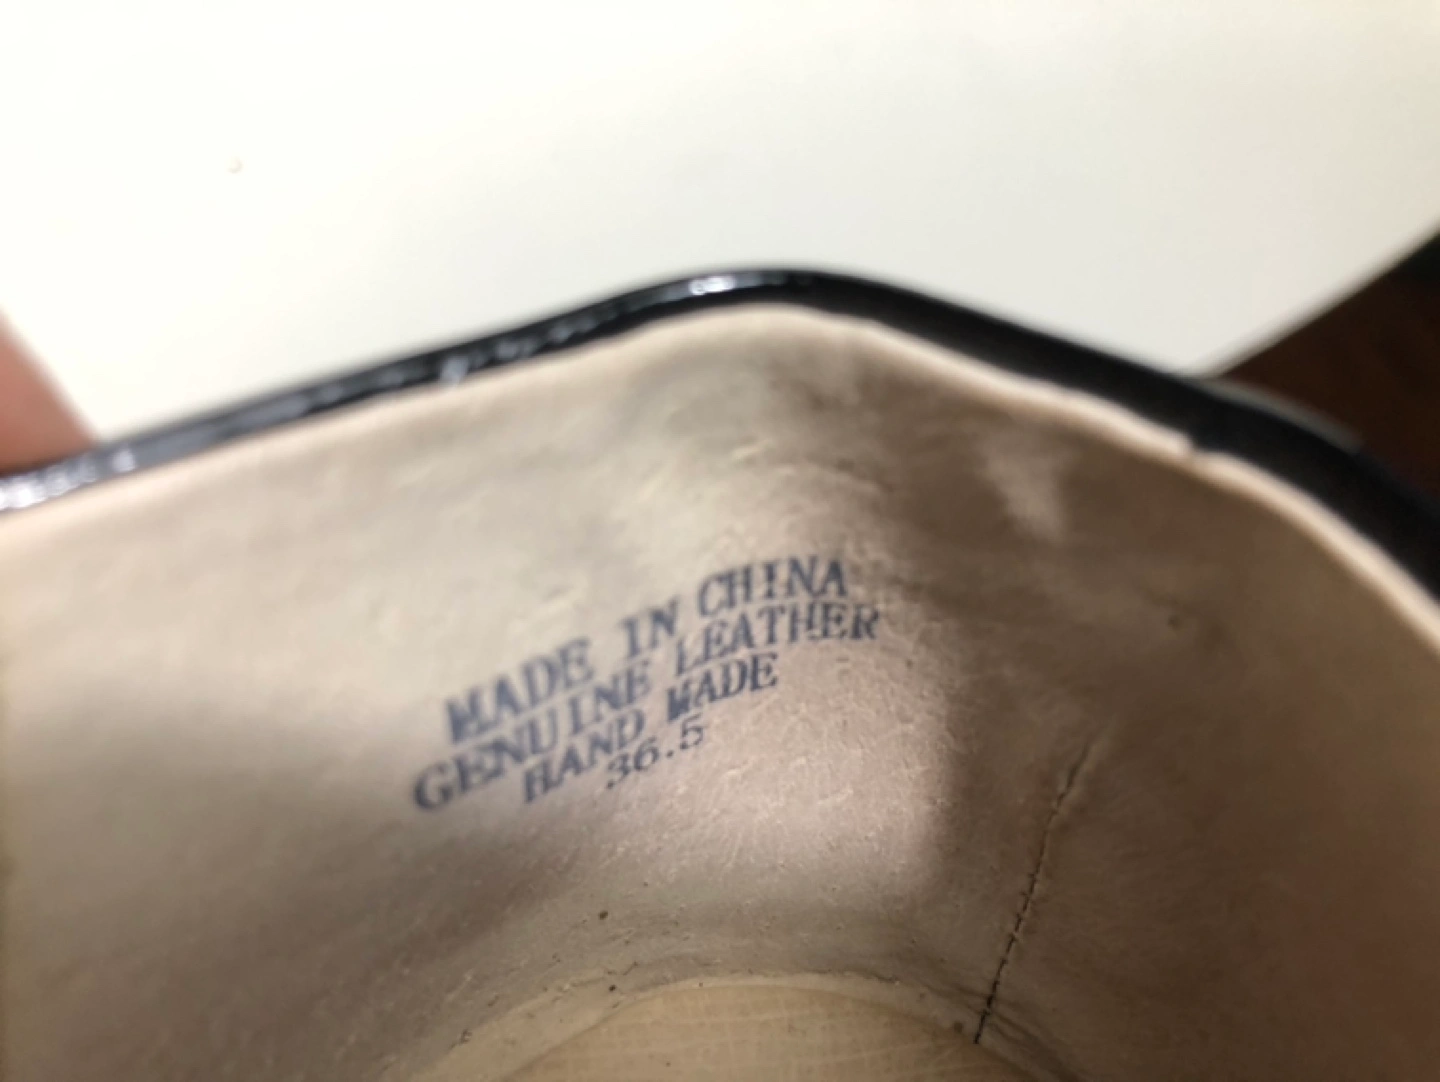 MADE IN CHINA
GENUINE LEATHER
HAND MADE
36.5